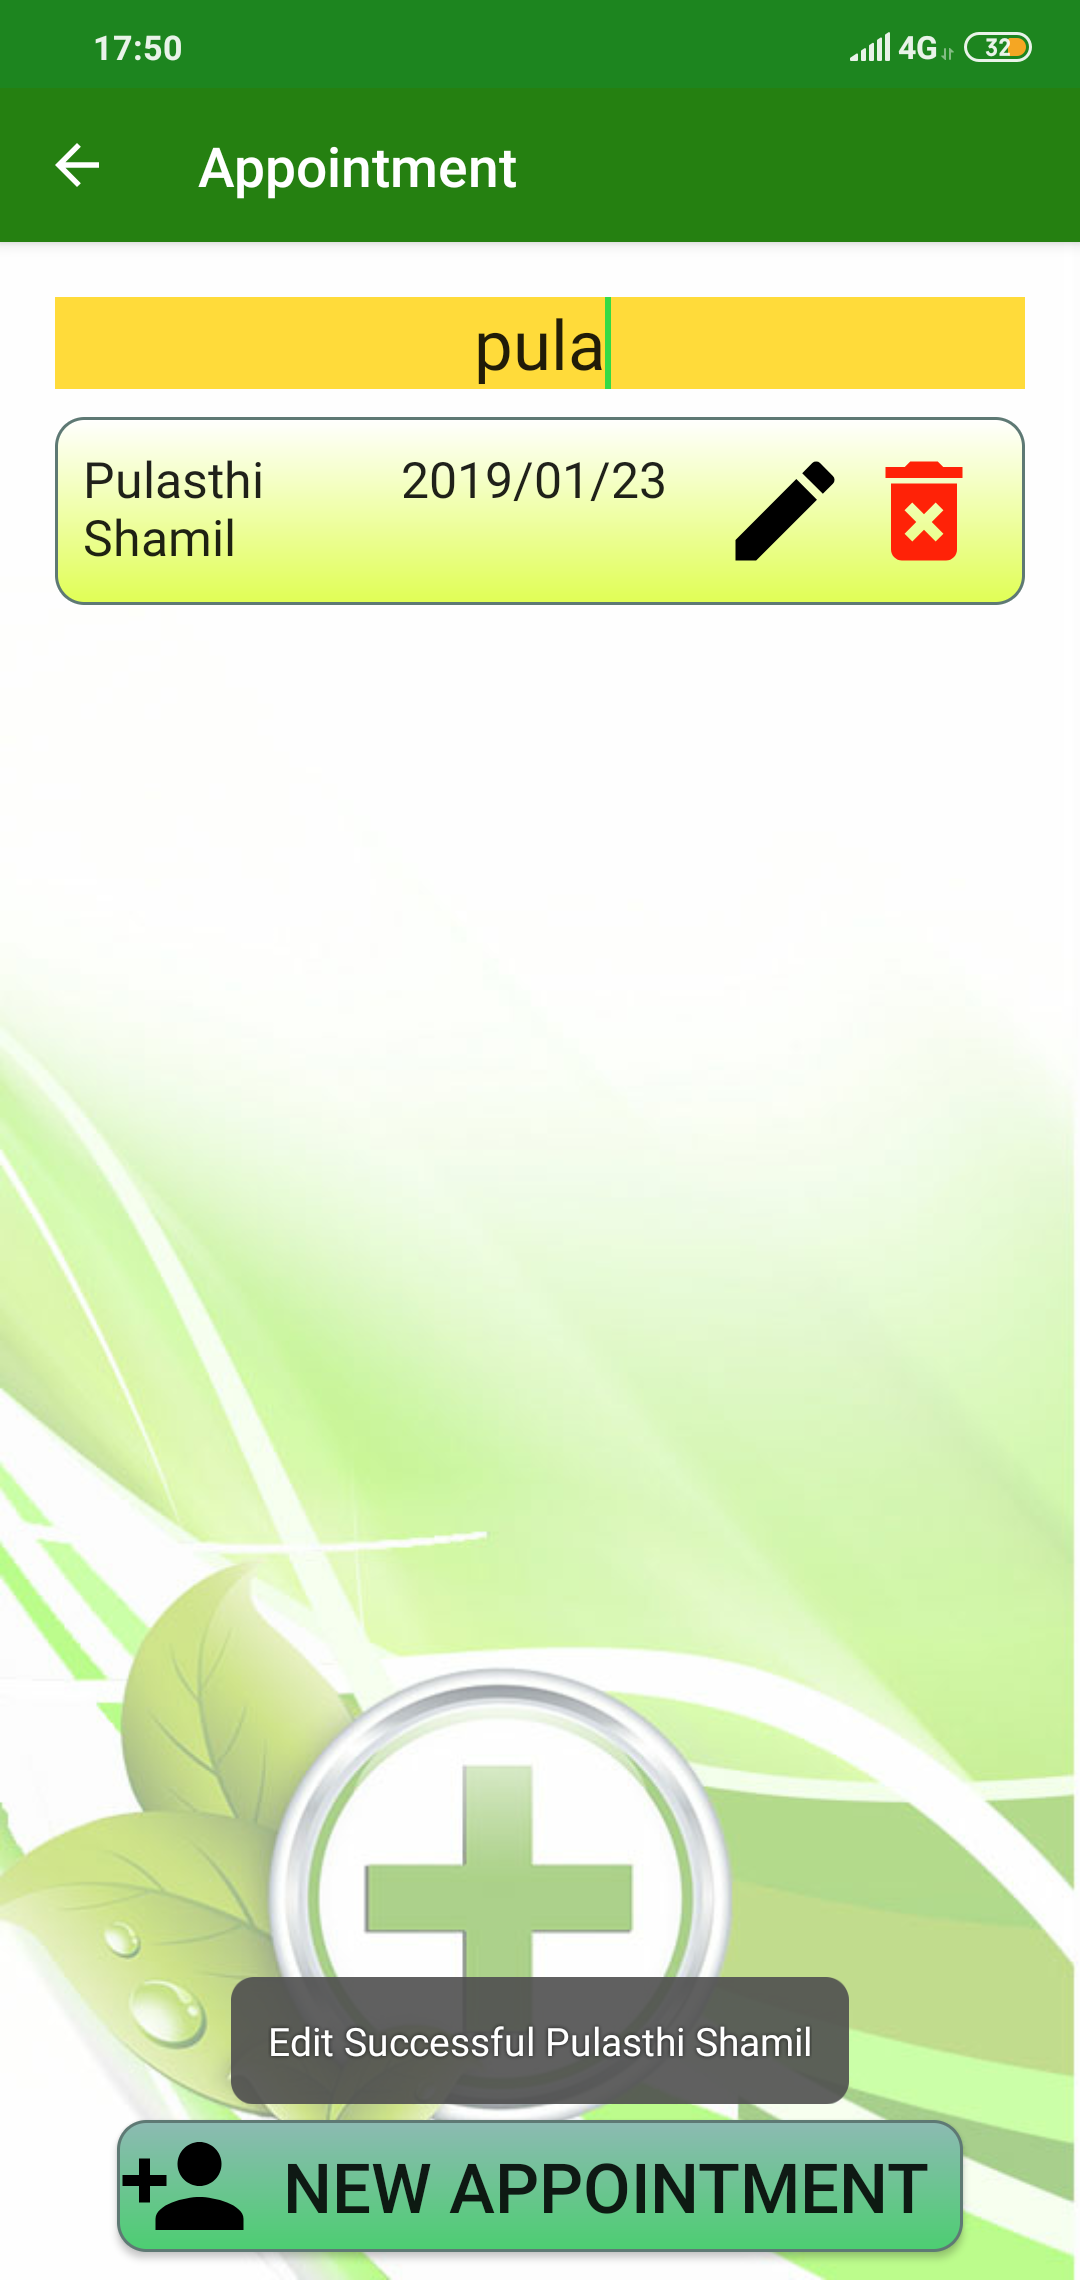 17:50 4G 32
Appointment
pula
Pulasthi 2019/01/23
Shamil
Edit Successful Pulasthi Shamil
NEW APPOINTMENT